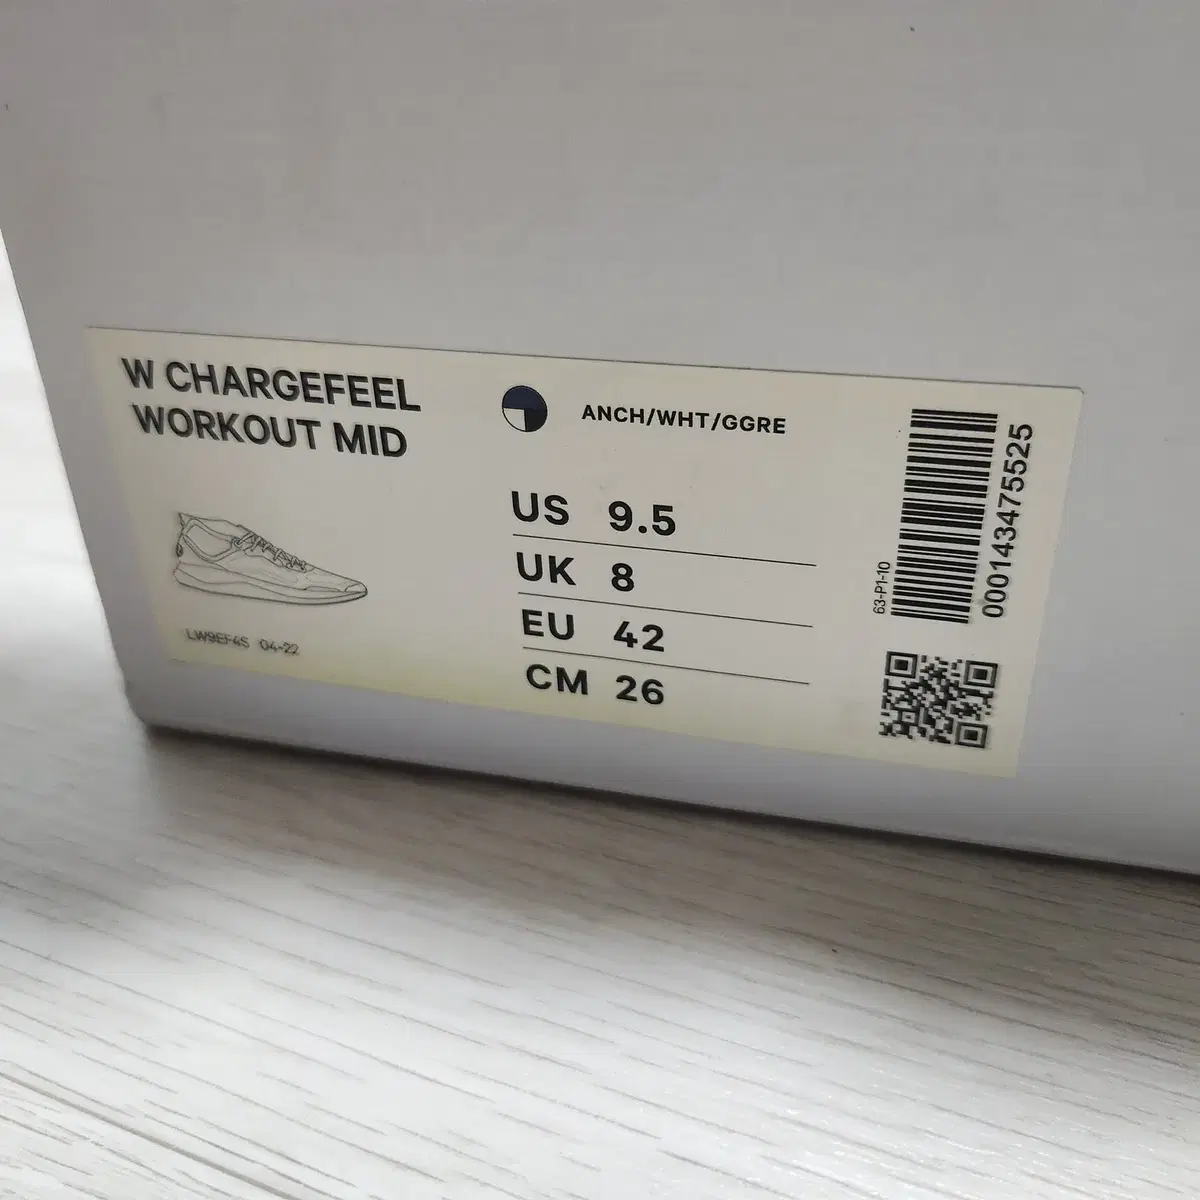 W CHARGEFEEL
WORKOUT MID
LW9EF4S 04-22
ANCH/WHT/GGRE
US 9.5
UK 8
EU 42
CM 26
63-P1-10
000143475525